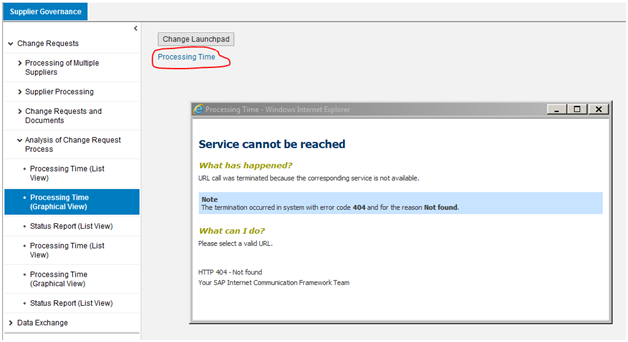 Supplier Governance
Change Requests
Processing of Multiple
Suppliers
Supplier Processing
Change Requests and
Documents
Analysis of Change Request
Process
Processing Time (List
View)
Processing Time
(Graphical View)
Status Report (List View)
Processing Time (List
View)
Processing Time
(Graphical View)
Status Report (List View)
Data Exchange
Change Launchpad
Processing Time
Processing Time - Windows Internet Explorer
Service cannot be reached
What has happened?
URL call was terminated because the corresponding service is not available.
Note
The termination occurred in system with error code 404 and for the reason Not found.
What can I do?
Please select a valid URL.
HTTP 404 - Not found
Your SAP Internet Communication Framework Team